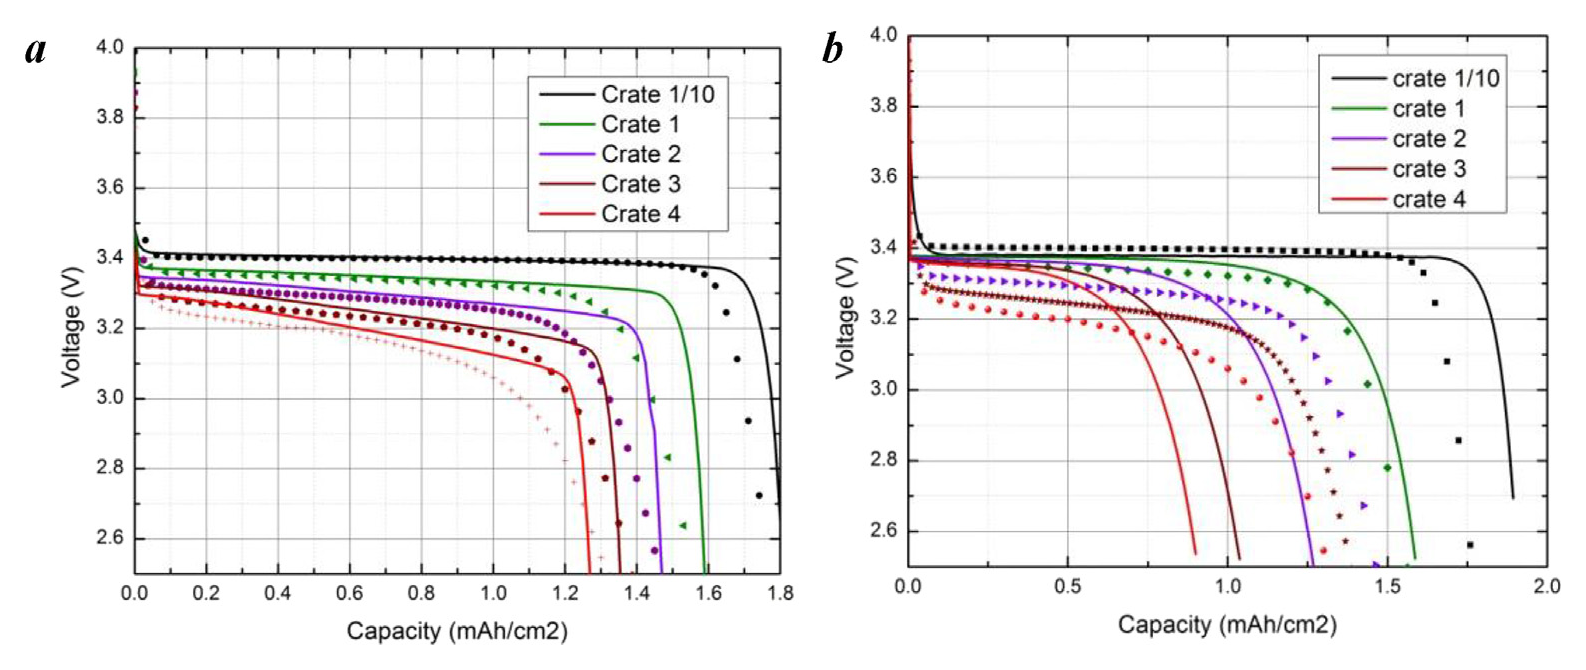 a
4.0
3.8
3.6
3.4
3.2
3.0
2.8
2.6
Voltage (V)
0.0 0.2 0.4 0.6 0.8 1.0 1.2 1.4 1.6 1.8
Capacity (mAh/cm2)
Crate 1/10
Crate 1
Crate 2
Crate 3
Crate 4
b
4.0
3.8
3.6
3.4
3.2
3.0
2.8
2.6
Voltage (V)
0.0 0.5 1.0 1.5 2.0
Capacity (mAh/cm2)
crate 1/10
crate 1
crate 2
crate 3
crate 4